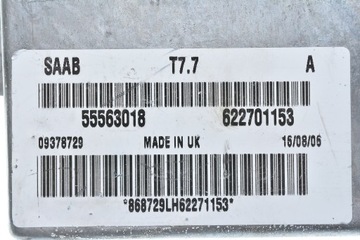 SAAB T7.7 A
55563018 622701153
09378729 MADE IN UK 16/08/06
*868729LH62271153*